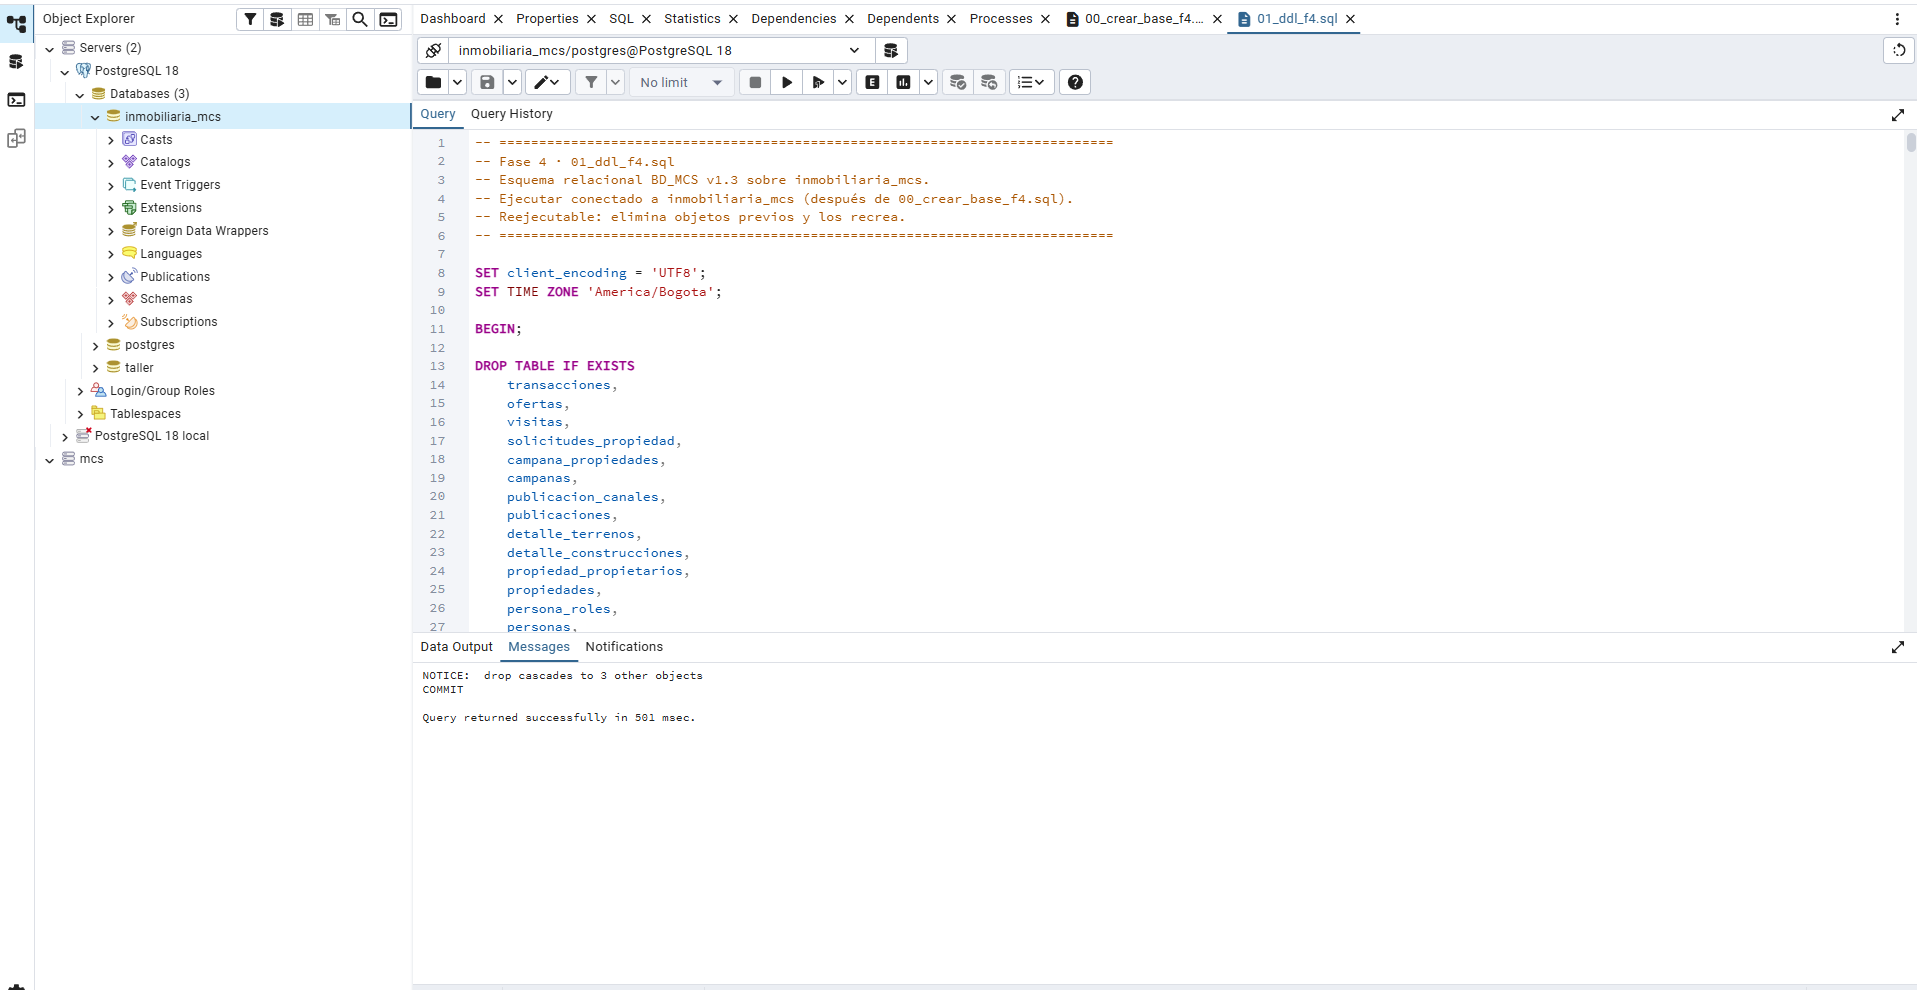 Object Explorer
Servers (2)
PostgreSQL 18
Databases (3)
inmobiliaria_mcs
Casts
Catalogs
Event Triggers
Extensions
Foreign Data Wrappers
Languages
Publications
Schemas
Subscriptions
postgres
taller
Login/Group Roles
Tablespaces
PostgreSQL 18 local
mcs
Dashboard
Properties
SQL
Statistics
Dependencies
Dependents
Processes
00_crear_base_f4....
01_ddl_f4.sql
inmobiliaria_mcs/postgres@PostgreSQL 18
No limit
E
Query
Query History
1 -- =============================================================================
2 -- Fase 4 · 01_ddl_f4.sql
3 -- Esquema relacional BD_MCS v1.3 sobre inmobiliaria_mcs.
4 -- Ejecutar conectado a inmobiliaria_mcs (después de 00_crear_base_f4.sql).
5 -- Reejecutable: elimina objetos previos y los recrea.
6 -- =============================================================================
7
8 SET client_encoding = 'UTF8';
9 SET TIME ZONE 'America/Bogota';
10
11 BEGIN;
12
13 DROP TABLE IF EXISTS
14 transacciones,
15 ofertas,
16 visitas,
17 solicitudes_propiedad,
18 campana_propiedades,
19 campanas,
20 publicacion_canales,
21 publicaciones,
22 detalle_terrenos,
23 detalle_construcciones,
24 propiedad_propietarios,
25 propiedades,
26 persona_roles,
27 personas,
Data Output
Messages
Notifications
NOTICE:  drop cascades to 3 other objects
COMMIT
Query returned successfully in 501 msec.